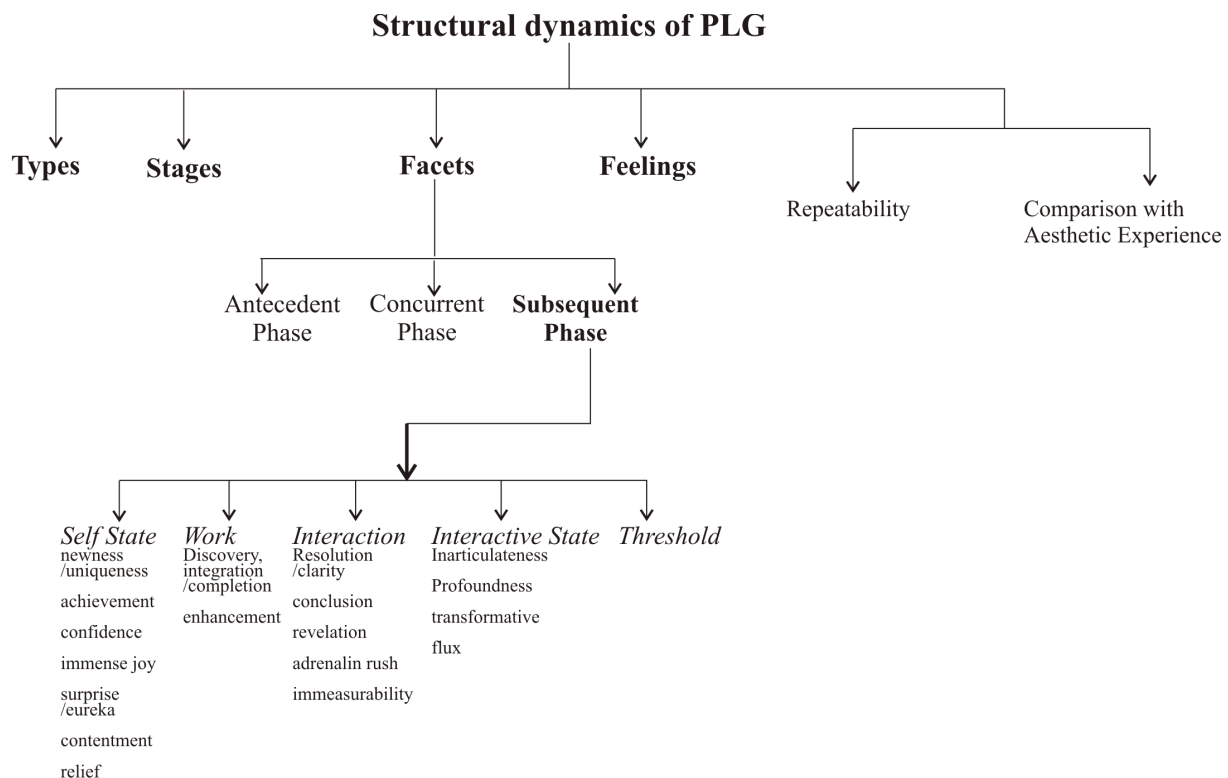 Structural dynamics of PLG
Types
Stages
Facets
Feelings
Repeatability
Comparison with
Aesthetic Experience
Antecedent
Phase
Concurrent
Phase
Subsequent
Phase
Self State
newness
/uniqueness
achievement
confidence
immense joy
surprise
/eureka
contentment
relief
Work
Discovery,
integration
/completion
enhancement
Interaction
Resolution
/clarity
conclusion
revelation
adrenalin rush
immeasurability
Interactive State
Inarticulateness
Profoundness
transformative
flux
Threshold